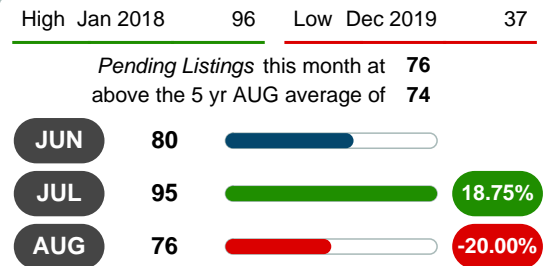 High Jan 2018 96 Low Dec 2019 37
Pending Listings this month at 76
above the 5 yr AUG average of 74
JUN 80
JUL 95 18.75%
AUG 76 -20.00%